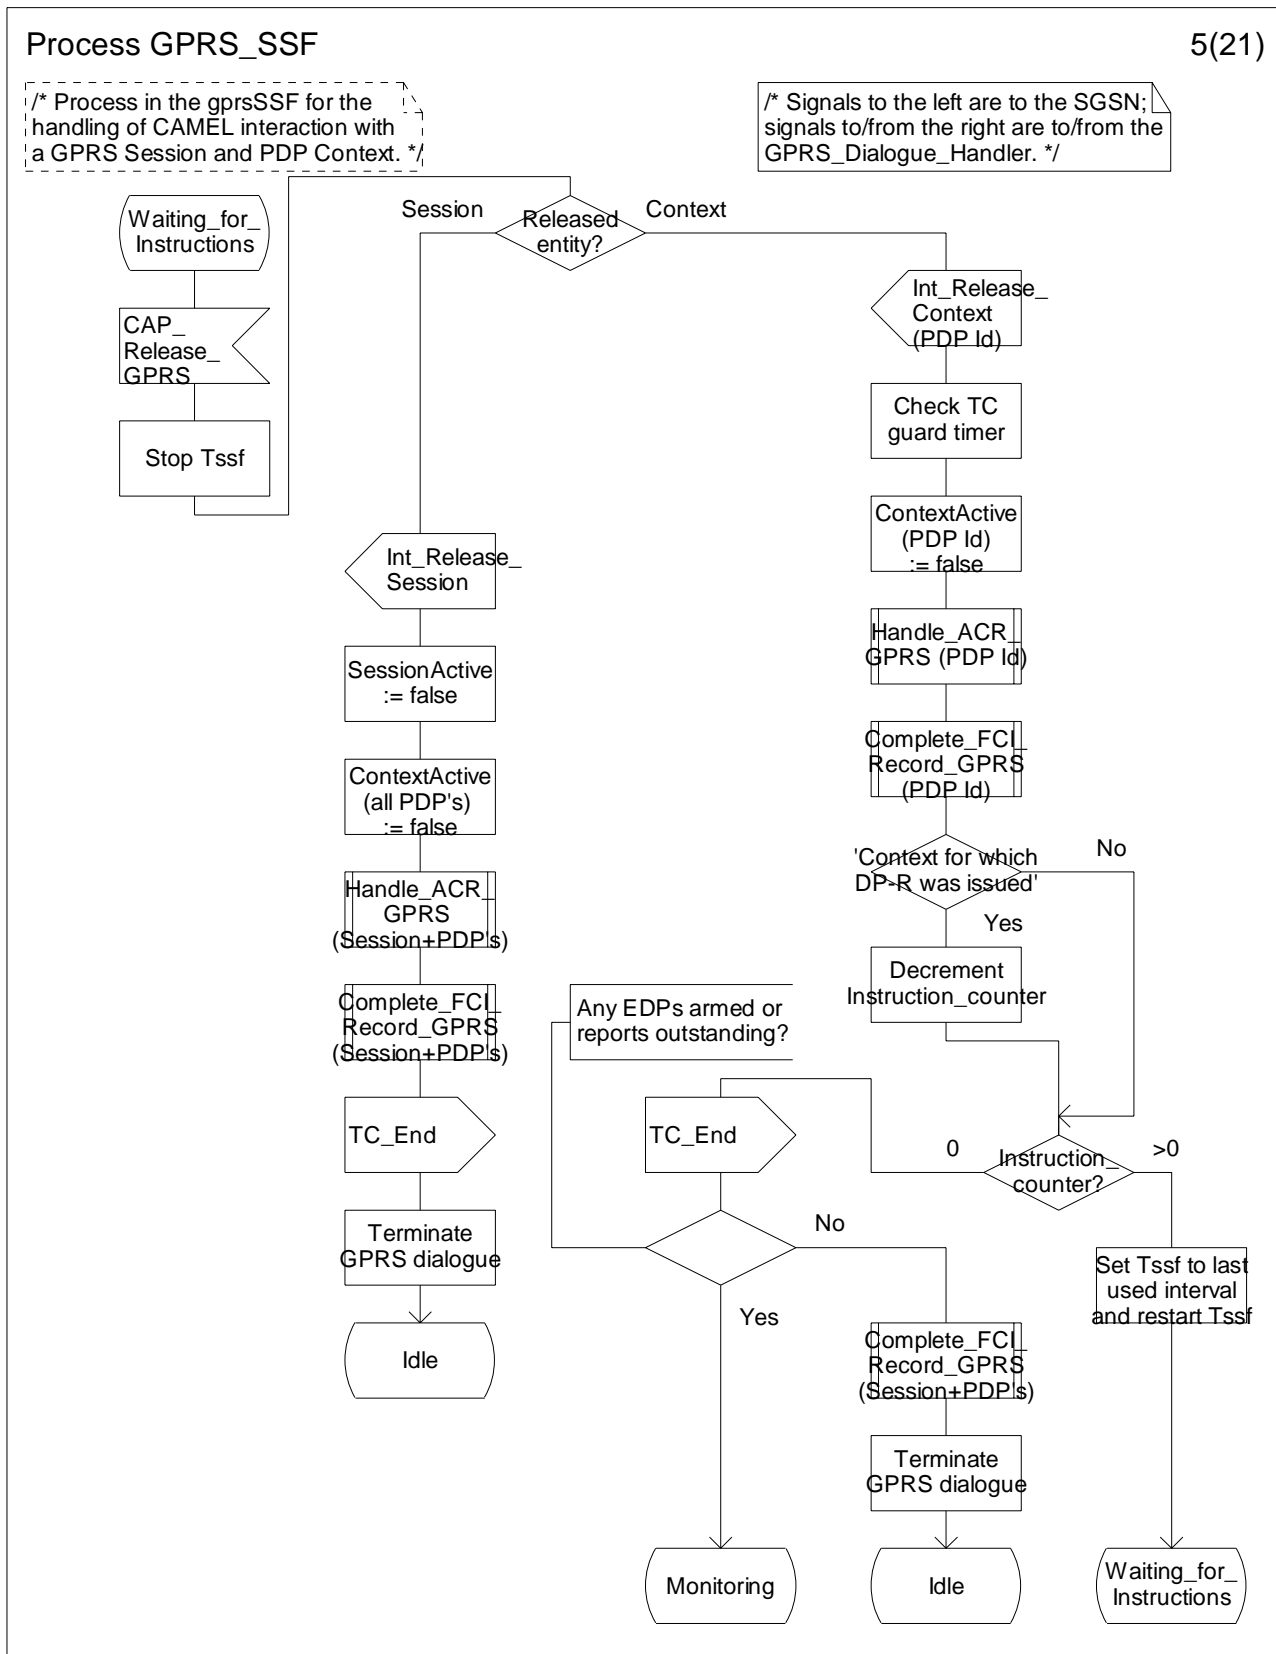 Process GPRS_SSF
5(21)
/* Process in the gprsSSF for the
handling of CAMEL interaction with
a GPRS Session and PDP Context. */
/* Signals to the left are to the SGSN;
signals to/from the right are to/from the
GPRS_Dialogue_Handler. */
Waiting_for_
Instructions
CAP_
Release_
GPRS
Stop Tssf
Released
entity?
Session
Context
Int_Release_
Session
SessionActive
:= false
ContextActive
(all PDP's)
:= false
Handle_ACR_
GPRS
(Session+PDP's)
Complete_FCI_
Record_GPRS
(Session+PDP's)
TC_End
Terminate
GPRS dialogue
Idle
Int_Release_
Context
(PDP Id)
Check TC
guard timer
ContextActive
(PDP Id)
:= false
Handle_ACR_
GPRS (PDP Id)
Complete_FCI_
Record_GPRS
(PDP Id)
'Context for which
DP-R was issued'
No
Yes
Decrement
Instruction_counter
Instruction_
counter?
0
>0
TC_End
Any EDPs armed or
reports outstanding?
No
Yes
Complete_FCI_
Record_GPRS
(Session+PDP's)
Terminate
GPRS dialogue
Set Tssf to last
used interval
and restart Tssf
Monitoring
Idle
Waiting_for_
Instructions